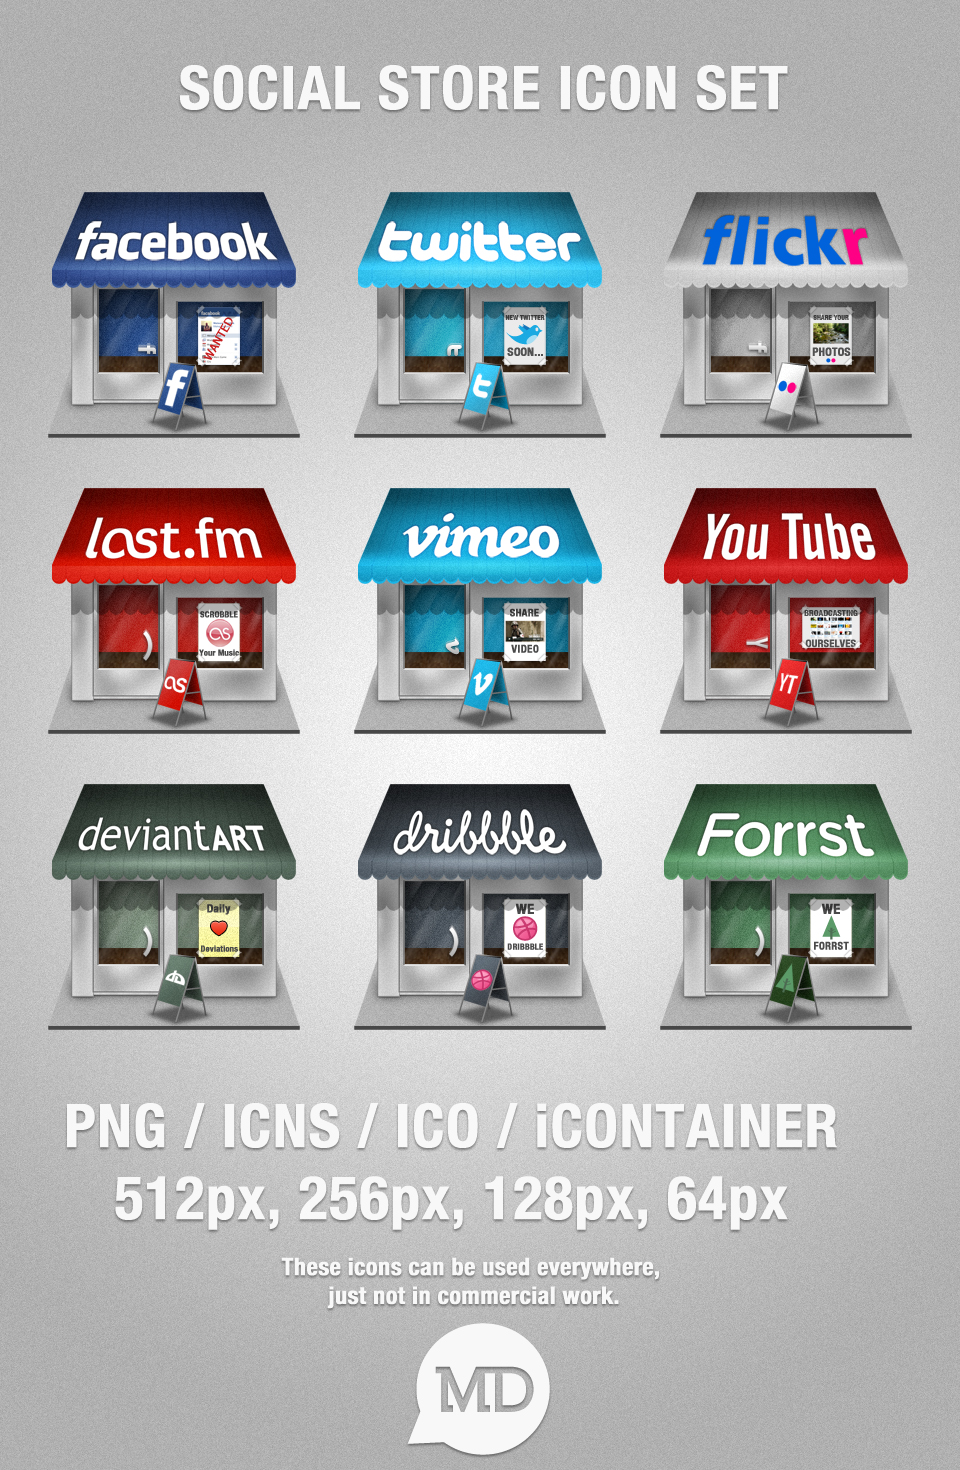 SOCIAL STORE ICON SET
facebook
twitter
flickr
facebook
WANTED
NEW TWITTER
SOON...
SHARE YOUR
PHOTOS
f
t
last.fm
vimeo
You Tube
SCROBBLE
as
Your Music
SHARE
VIDEO
BROADCASTING
OURSELVES
as
v
YT
deviantART
dribbble
Forrst
Daily
Deviations
WE
DRIBBBLE
WE
FORRST
PNG / ICNS / ICO / iCONTAINER
512px, 256px, 128px, 64px
These icons can be used everywhere,
just not in commercial work.
MD